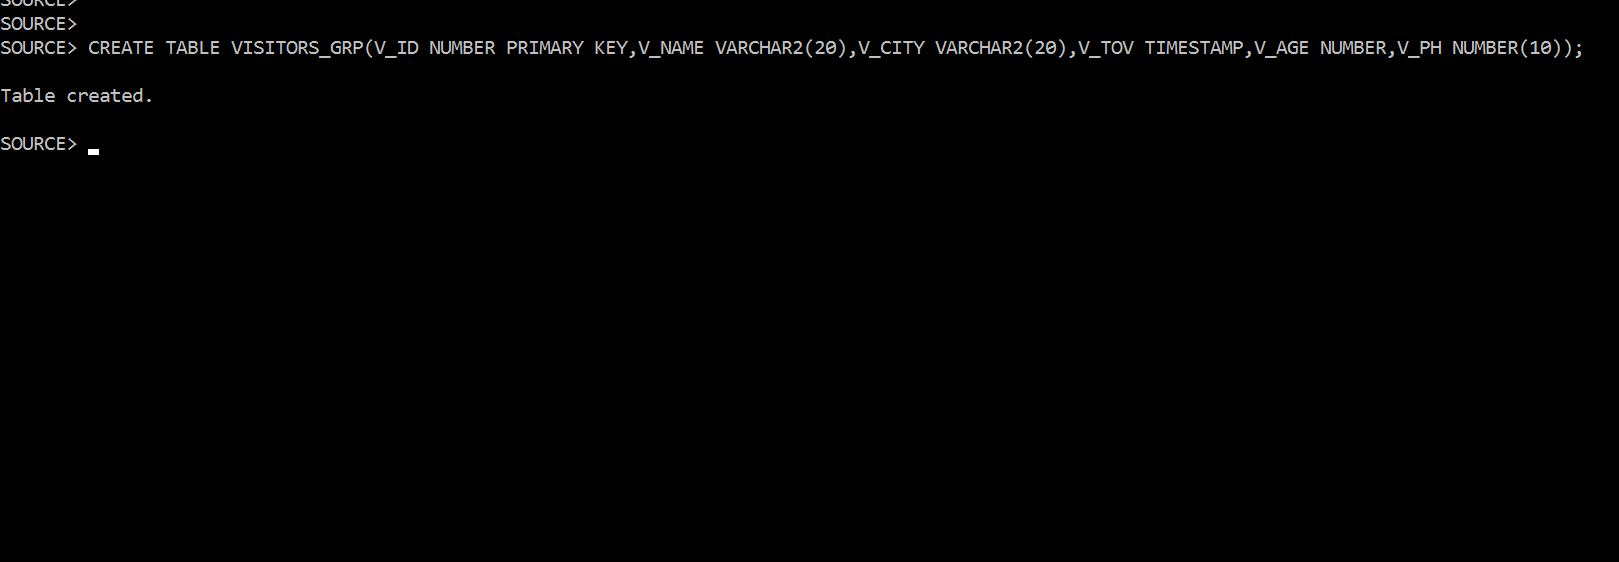 SOURCE>
SOURCE>
SOURCE> CREATE TABLE VISITORS_GRP(V_ID NUMBER PRIMARY KEY,V_NAME VARCHAR2(20),V_CITY VARCHAR2(20),V_TOV TIMESTAMP,V_AGE NUMBER,V_PH NUMBER(10));
Table created.
SOURCE>